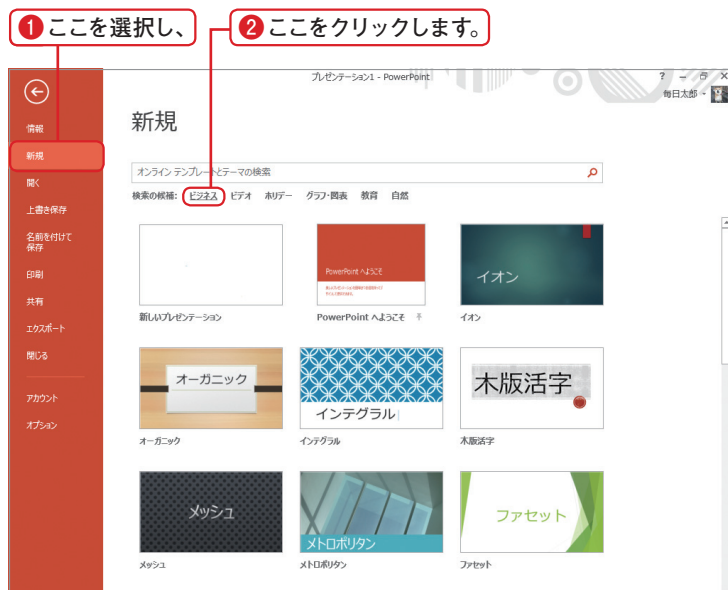 1 ここを選択し、
2 ここをクリックします。
プレゼンテーション1 - PowerPoint
?
毎日太郎
情報
新規
開く
上書き保存
名前を付けて
保存
印刷
共有
エクスポート
閉じる
アカウント
オプション
新規
オンライン テンプレートとテーマの検索
検索の候補: ビジネス ビデオ ホリデー グラフ・図表 教育 自然
PowerPoint へようこそ
イオン
新しいプレゼンテーション
PowerPoint へようこそ
イオン
オーガニック
インテグラル
木版活字
オーガニック
インテグラル
木版活字
メッシュ
メトロポリタン
ファセット
メッシュ
メトロポリタン
ファセット